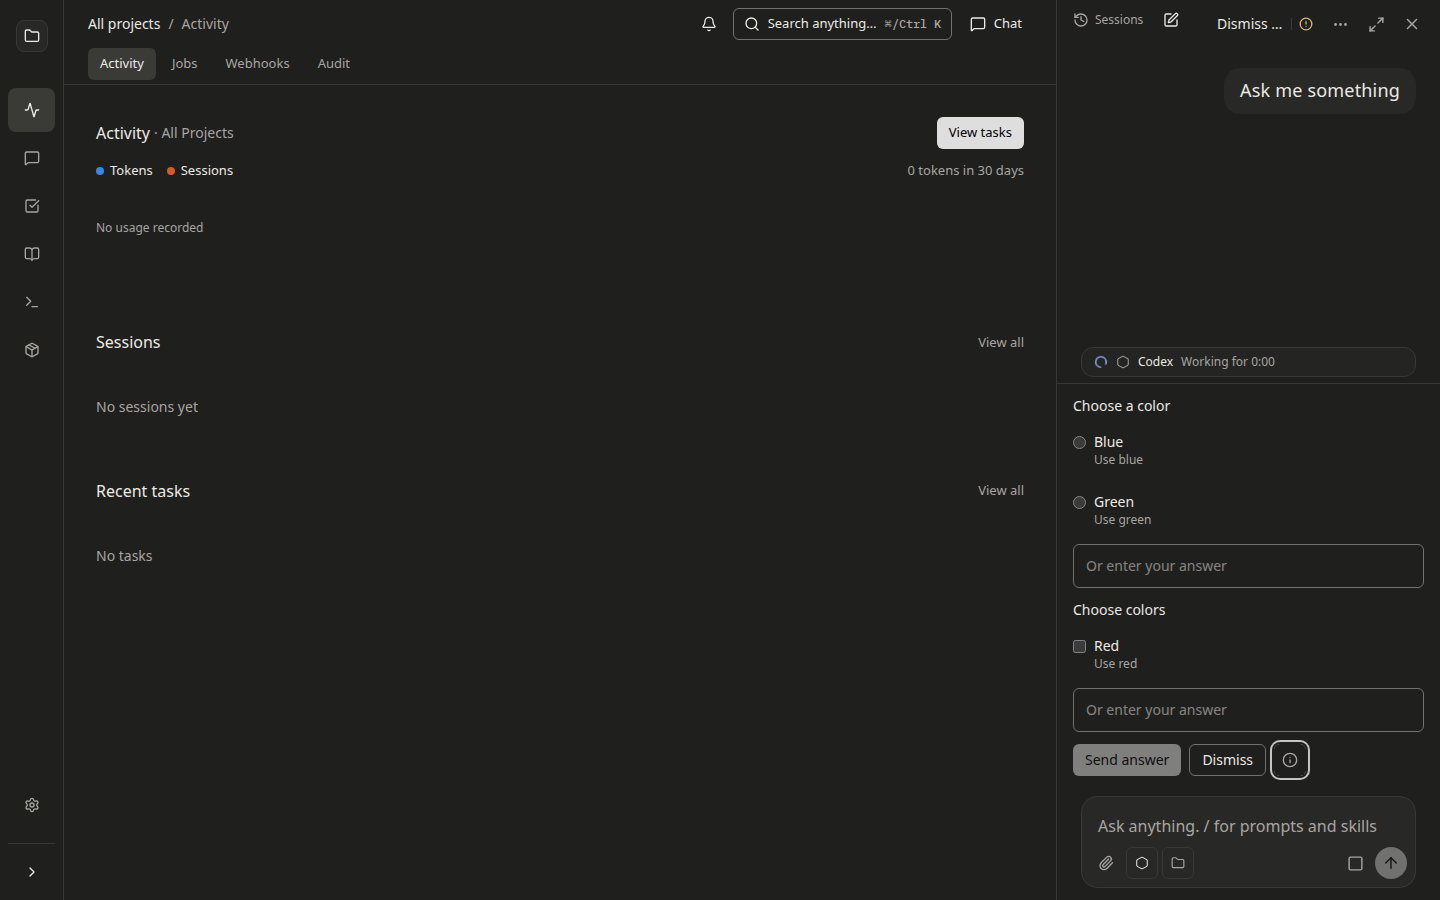 All projects / Activity
Search anything... ⌘/Ctrl K
Chat
Activity
Jobs
Webhooks
Audit
Activity · All Projects
View tasks
Tokens
Sessions
0 tokens in 30 days
No usage recorded
Sessions
View all
No sessions yet
Recent tasks
View all
No tasks
Sessions
Dismiss ...
Ask me something
Codex Working for 0:00
Choose a color
Blue
Use blue
Green
Use green
Or enter your answer
Choose colors
Red
Use red
Or enter your answer
Send answer
Dismiss
Ask anything. / for prompts and skills